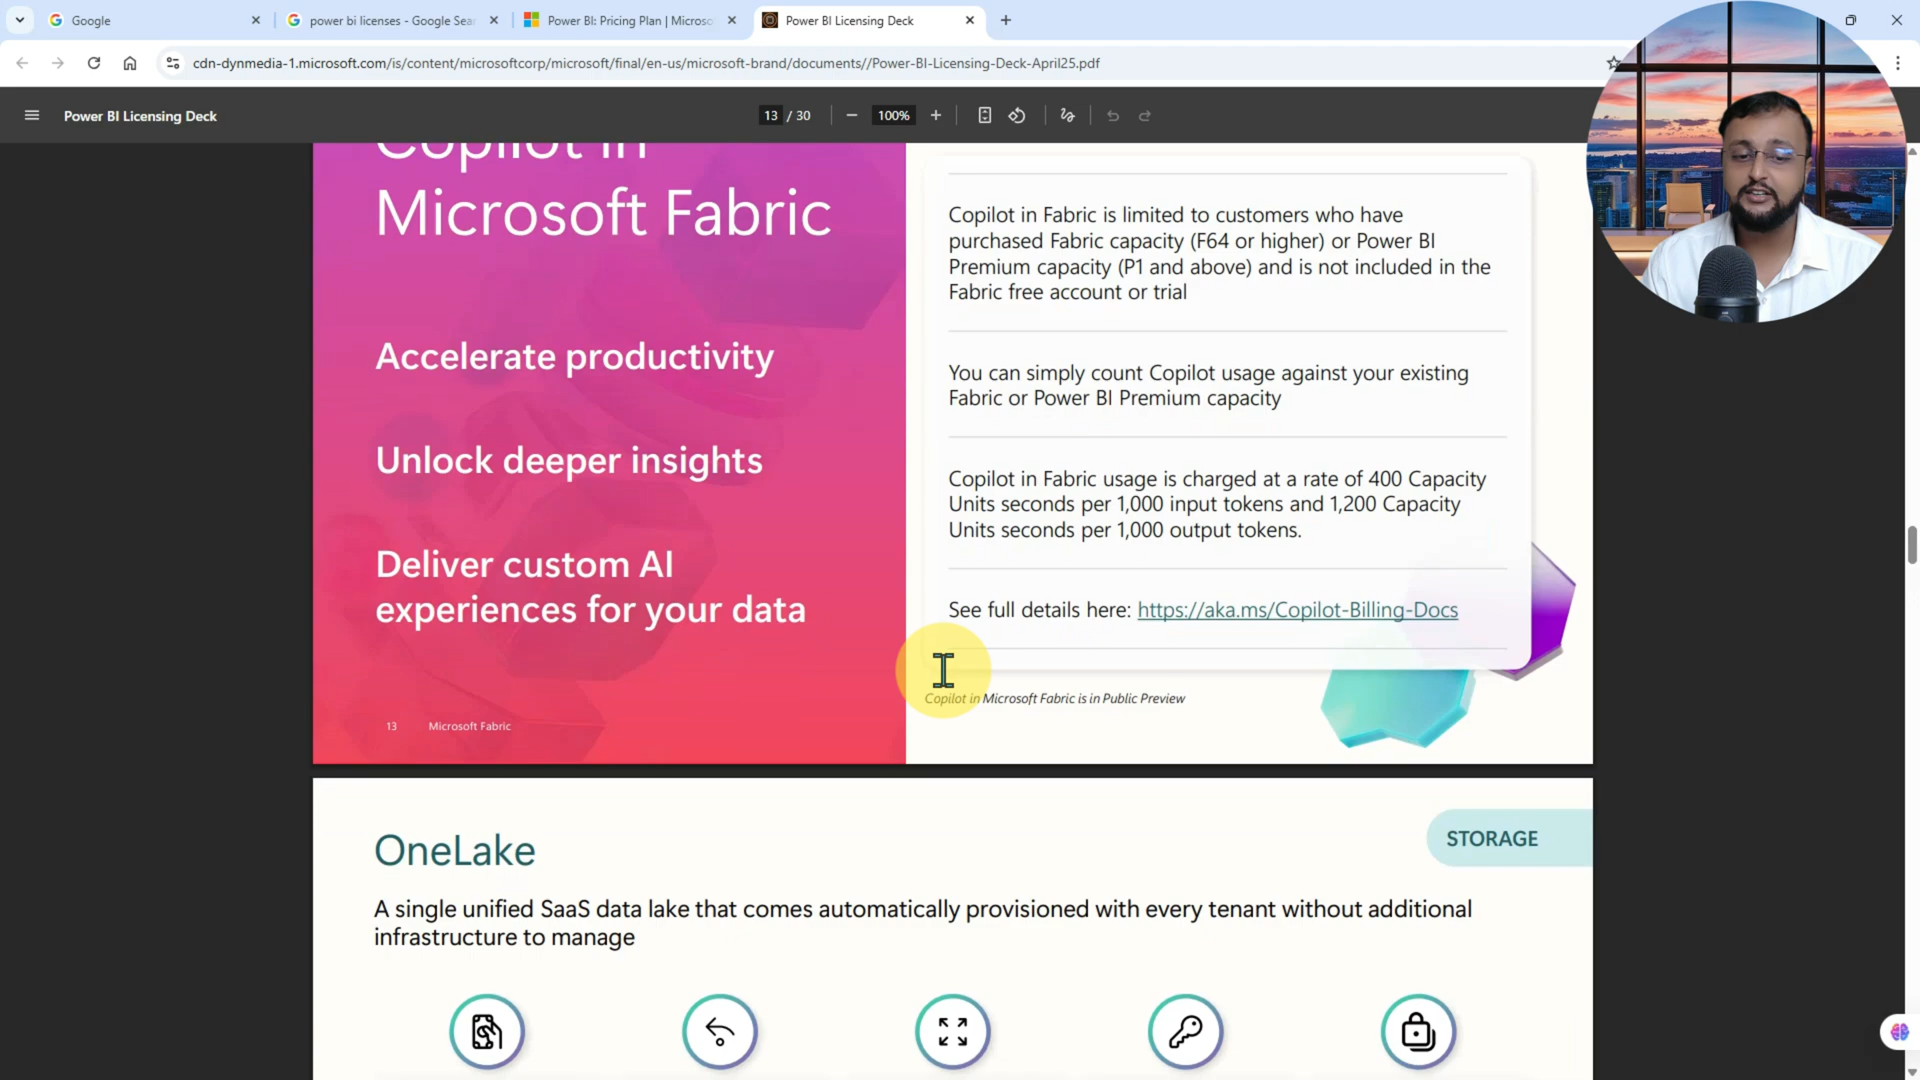 Google
power bi licenses - Google Sea
Power BI: Pricing Plan | Microso
Power BI Licensing Deck
cdn-dynmedia-1.microsoft.com/is/content/microsoftcorp/microsoft/final/en-us/microsoft-brand/documents//Power-BI-Licensing-Deck-April25.pdf
Power BI Licensing Deck
13 / 30
100%
Copilot in
Microsoft Fabric
Accelerate productivity
Unlock deeper insights
Deliver custom AI
experiences for your data
13 Microsoft Fabric
Copilot in Fabric is limited to customers who have
purchased Fabric capacity (F64 or higher) or Power BI
Premium capacity (P1 and above) and is not included in the
Fabric free account or trial
You can simply count Copilot usage against your existing
Fabric or Power BI Premium capacity
Copilot in Fabric usage is charged at a rate of 400 Capacity
Units seconds per 1,000 input tokens and 1,200 Capacity
Units seconds per 1,000 output tokens.
See full details here: https://aka.ms/Copilot-Billing-Docs
Copilot in Microsoft Fabric is in Public Preview
OneLake
STORAGE
A single unified SaaS data lake that comes automatically provisioned with every tenant without additional
infrastructure to manage